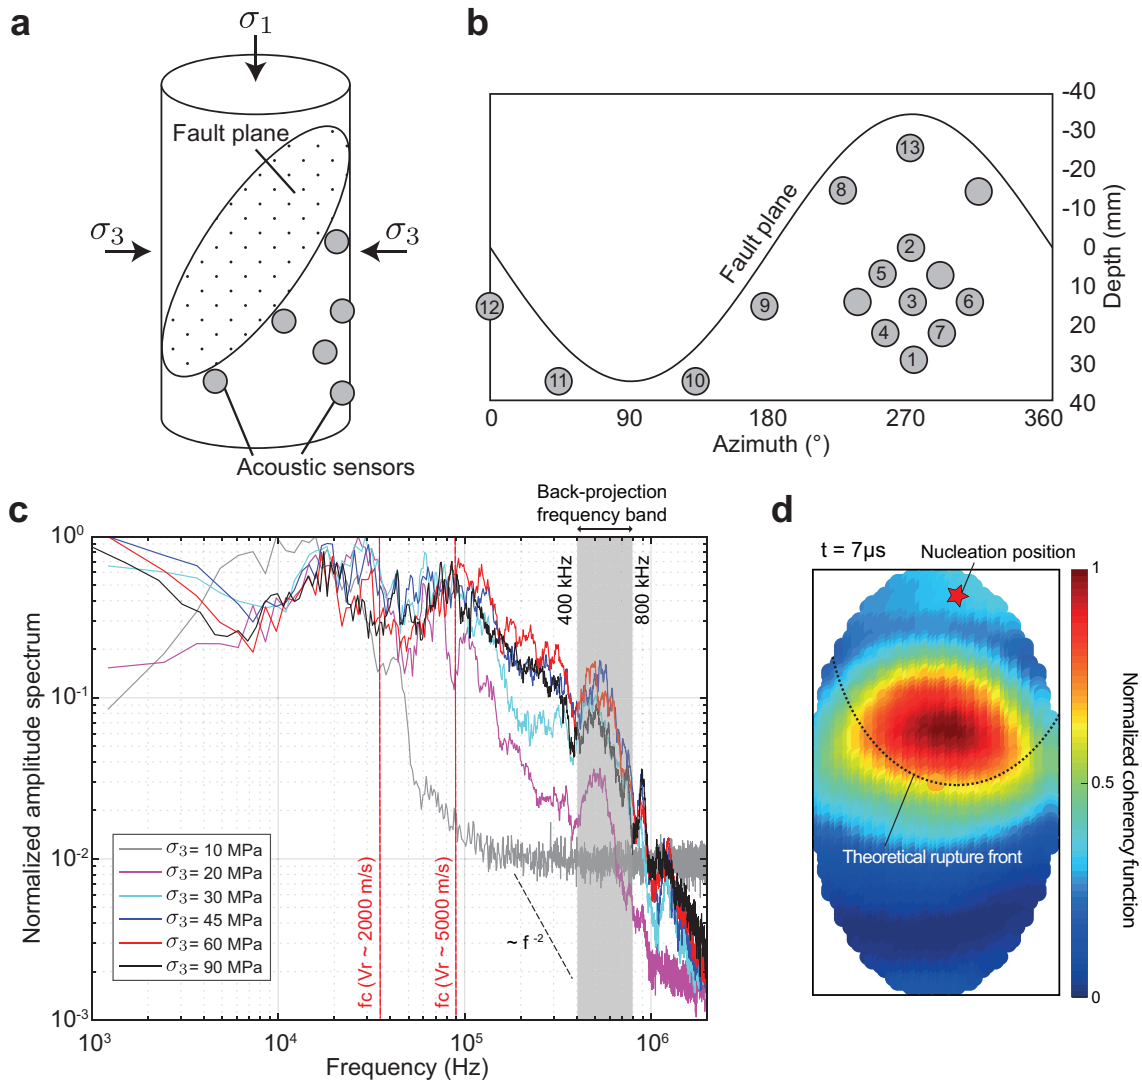 a
σ1
Fault plane
σ3
σ3
Acoustic sensors
b
-40
-30
-20
-10
0
10
20
30
40
Depth (mm)
13
8
Fault plane
2
5
12
9
3
6
4
7
1
11
10
0
90
180
270
360
Azimuth (°)
c
Back-projection
frequency band
400 kHz
800 kHz
10^0
10^-1
10^-2
10^-3
Normalized amplitude spectrum
σ3= 10 MPa
σ3= 20 MPa
σ3= 30 MPa
σ3= 45 MPa
σ3= 60 MPa
σ3= 90 MPa
fc (Vr ~ 2000 m/s)
fc (Vr ~ 5000 m/s)
~ f^-2
10^3
10^4
10^5
10^6
Frequency (Hz)
d
t = 7µs
Nucleation position
Theoretical rupture front
1
0.5
0
Normalized coherency function